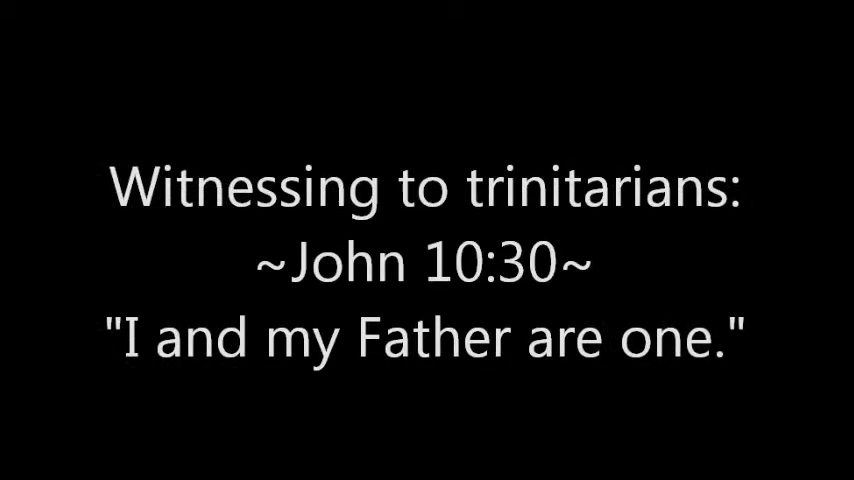 Witnessing to trinitarians:
~John 10:30~
"I and my Father are one."